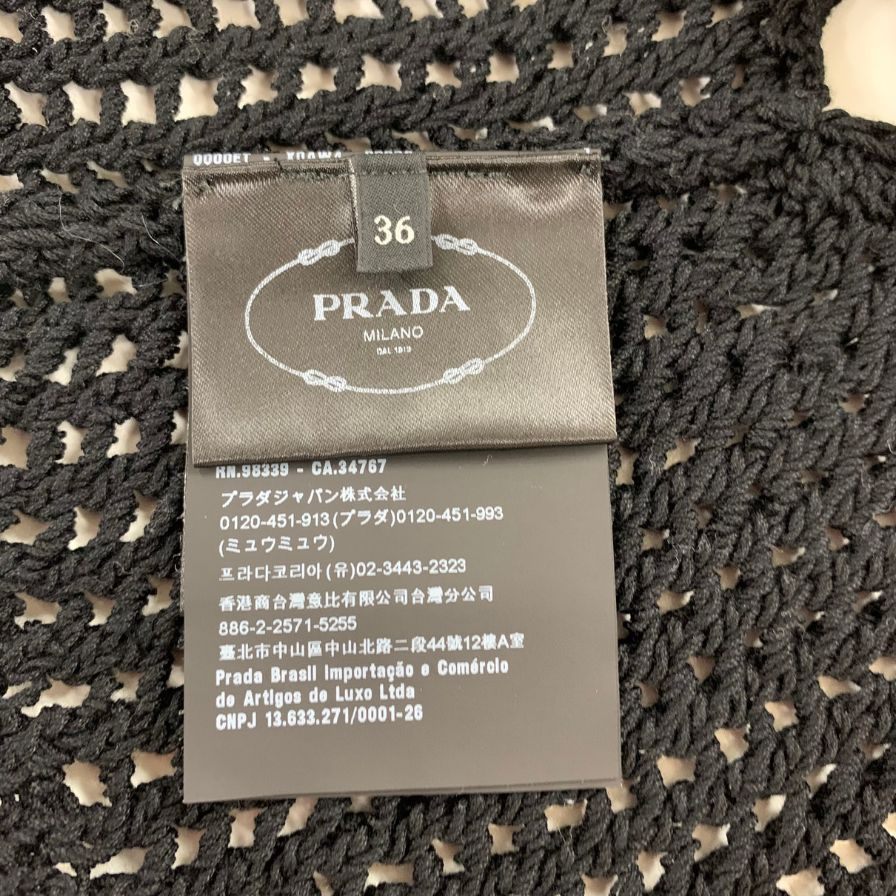 36
PRADA
MILANO
DAL 1913
RN.98339 - CA.34767
プラダジャパン株式会社
0120-451-913(プラダ)0120-451-993
(ミュウミュウ)
프라다코리아(유)02-3443-2323
香港商台灣意比有限公司台灣分公司
886-2-2571-5255
臺北市中山區中山北路二段44號12樓A室
Prada Brasil Importação e Comércio
de Artigos de Luxo Ltda
CNPJ 13.633.271/0001-26